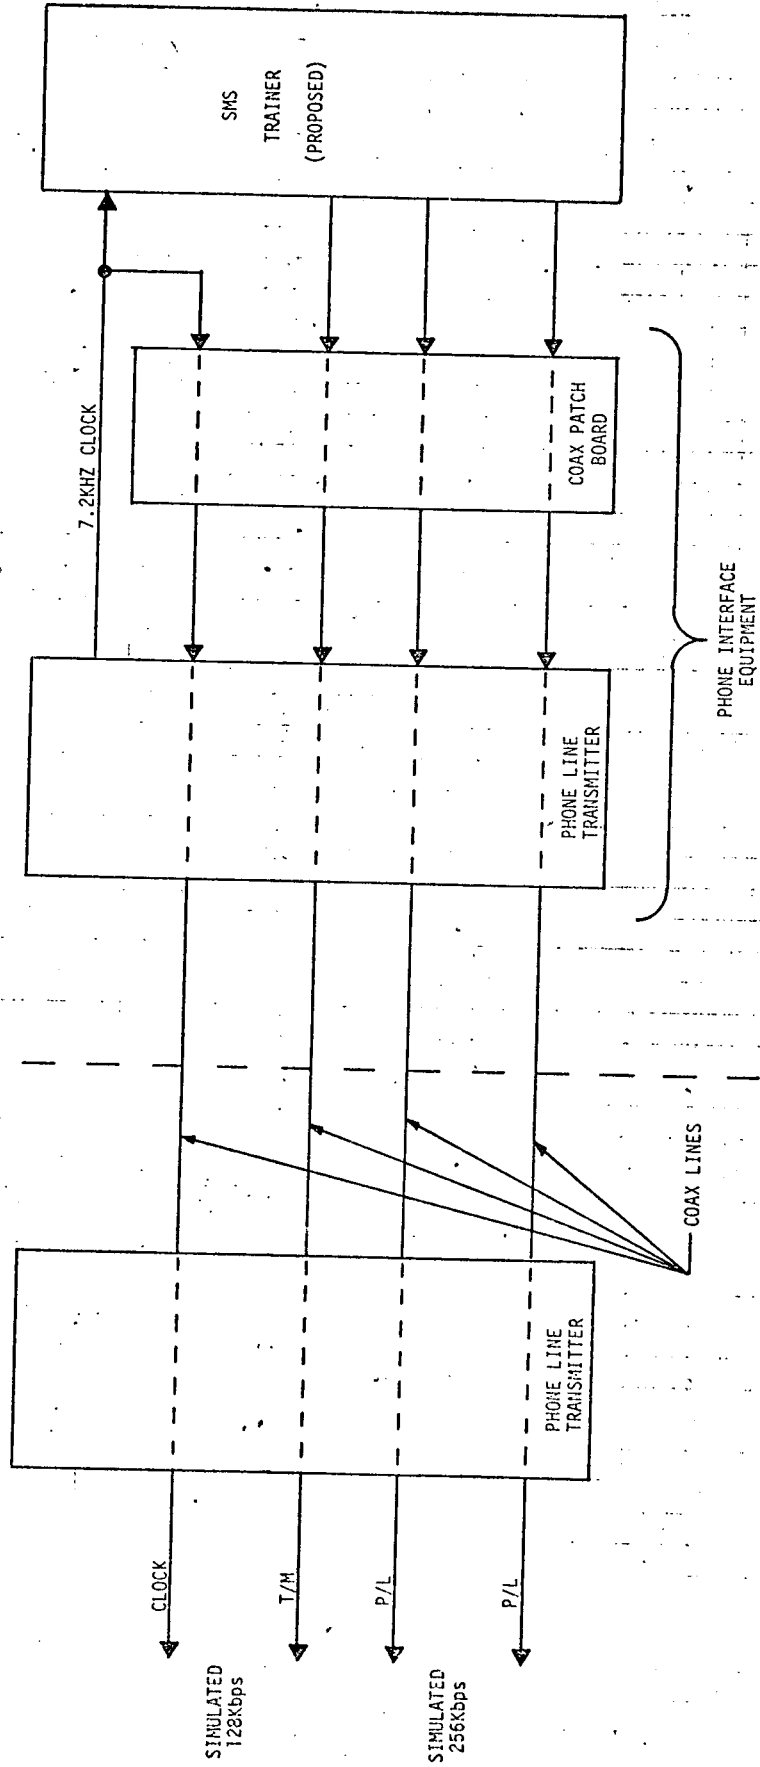 SIMULATED
128Kbps
SIMULATED
256Kbps
CLOCK
T/M
P/L
P/L
PHONE LINE
TRANSMITTER
COAX LINES
PHONE LINE
TRANSMITTER
7.2KHZ CLOCK
COAX PATCH
BOARD
PHONE INTERFACE
EQUIPMENT
SMS
TRAINER
(PROPOSED)